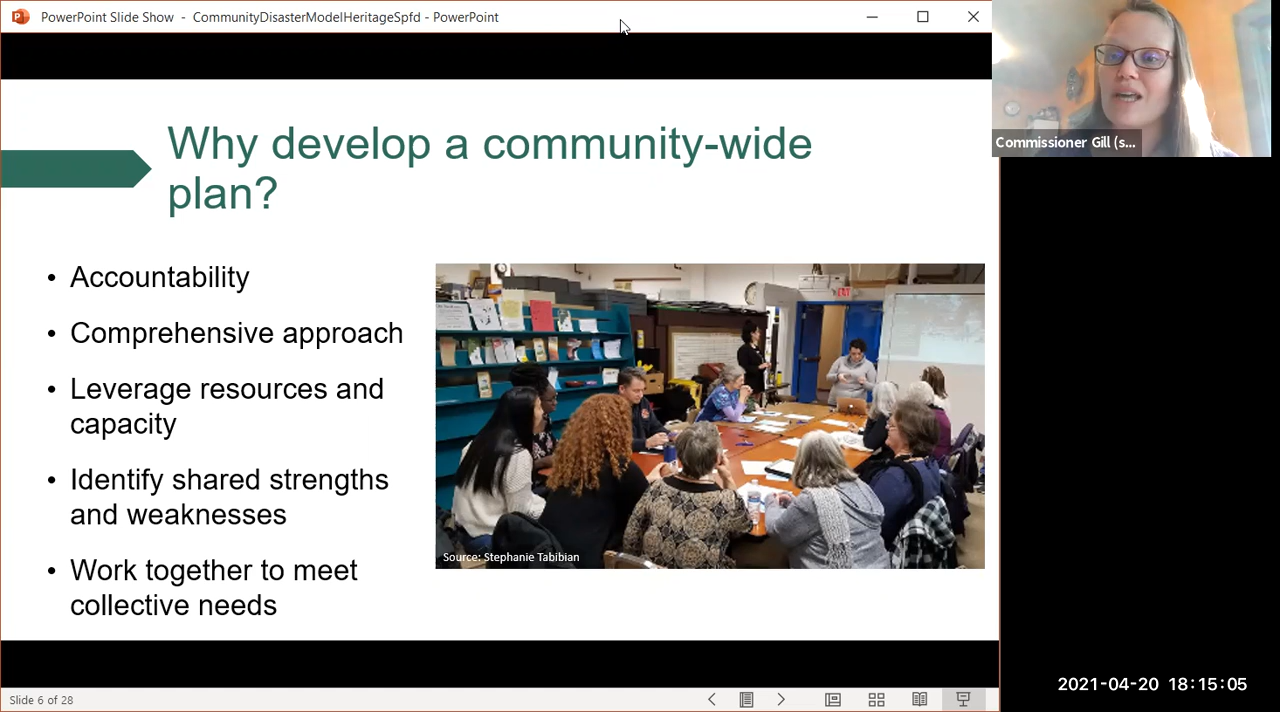 PowerPoint Slide Show - CommunityDisasterModelHeritageSpfd - PowerPoint
Commissioner Gill (s...
Why develop a community-wide
plan?
• Accountability
• Comprehensive approach
• Leverage resources and
capacity
• Identify shared strengths
and weaknesses
• Work together to meet
collective needs
EXIT
Source: Stephanie Tabibian
2021-04-20 18:15:05
Slide 6 of 28